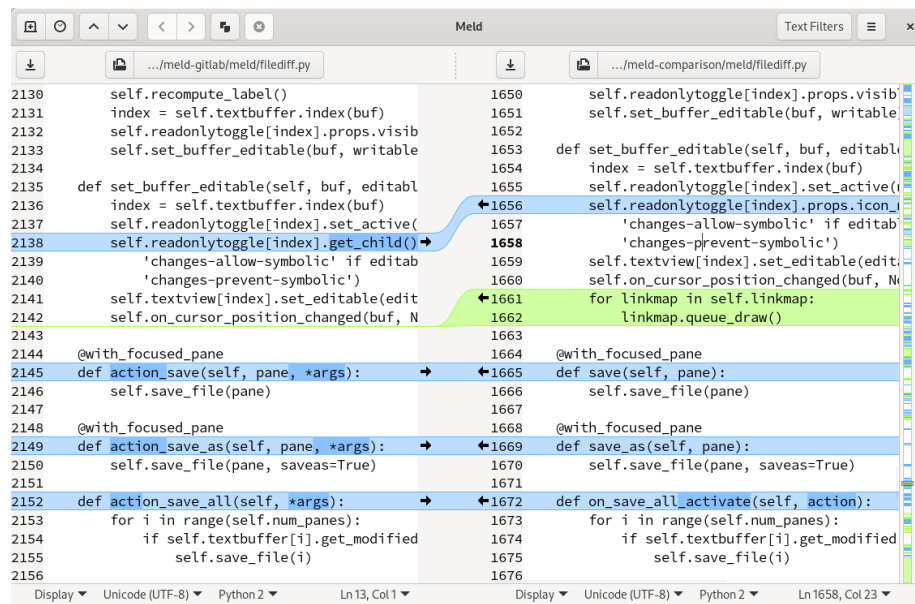 Meld
Text Filters
.../meld-gitlab/meld/filediff.py
.../meld-comparison/meld/filediff.py
2130 self.recompute_label()
2131 index = self.textbuffer.index(buf)
2132 self.readonlytoggle[index].props.visib
2133 self.set_buffer_editable(buf, writable
2134
2135 def set_buffer_editable(self, buf, editabl
2136 index = self.textbuffer.index(buf)
2137 self.readonlytoggle[index].set_active(
2138 self.readonlytoggle[index].get_child()
2139 'changes-allow-symbolic' if editab
2140 'changes-prevent-symbolic')
2141 self.textview[index].set_editable(edit
2142 self.on_cursor_position_changed(buf, N
2143
2144 @with_focused_pane
2145 def action_save(self, pane, *args):
2146 self.save_file(pane)
2147
2148 @with_focused_pane
2149 def action_save_as(self, pane, *args):
2150 self.save_file(pane, saveas=True)
2151
2152 def action_save_all(self, *args):
2153 for i in range(self.num_panes):
2154 if self.textbuffer[i].get_modified
2155 self.save_file(i)
2156
1650 self.readonlytoggle[index].props.visib
1651 self.set_buffer_editable(buf, writable
1652
1653 def set_buffer_editable(self, buf, editabl
1654 index = self.textbuffer.index(buf)
1655 self.readonlytoggle[index].set_active(
1656 self.readonlytoggle[index].props.icon_
1657 'changes-allow-symbolic' if editab
1658 'changes-prevent-symbolic')
1659 self.textview[index].set_editable(edit
1660 self.on_cursor_position_changed(buf, N
1661 for linkmap in self.linkmap:
1662 linkmap.queue_draw()
1663
1664 @with_focused_pane
1665 def save(self, pane):
1666 self.save_file(pane)
1667
1668 @with_focused_pane
1669 def save_as(self, pane):
1670 self.save_file(pane, saveas=True)
1671
1672 def on_save_all_activate(self, action):
1673 for i in range(self.num_panes):
1674 if self.textbuffer[i].get_modified
1675 self.save_file(i)
1676
Display Unicode (UTF-8) Python 2 Ln 13, Col 1
Display Unicode (UTF-8) Python 2 Ln 1658, Col 23